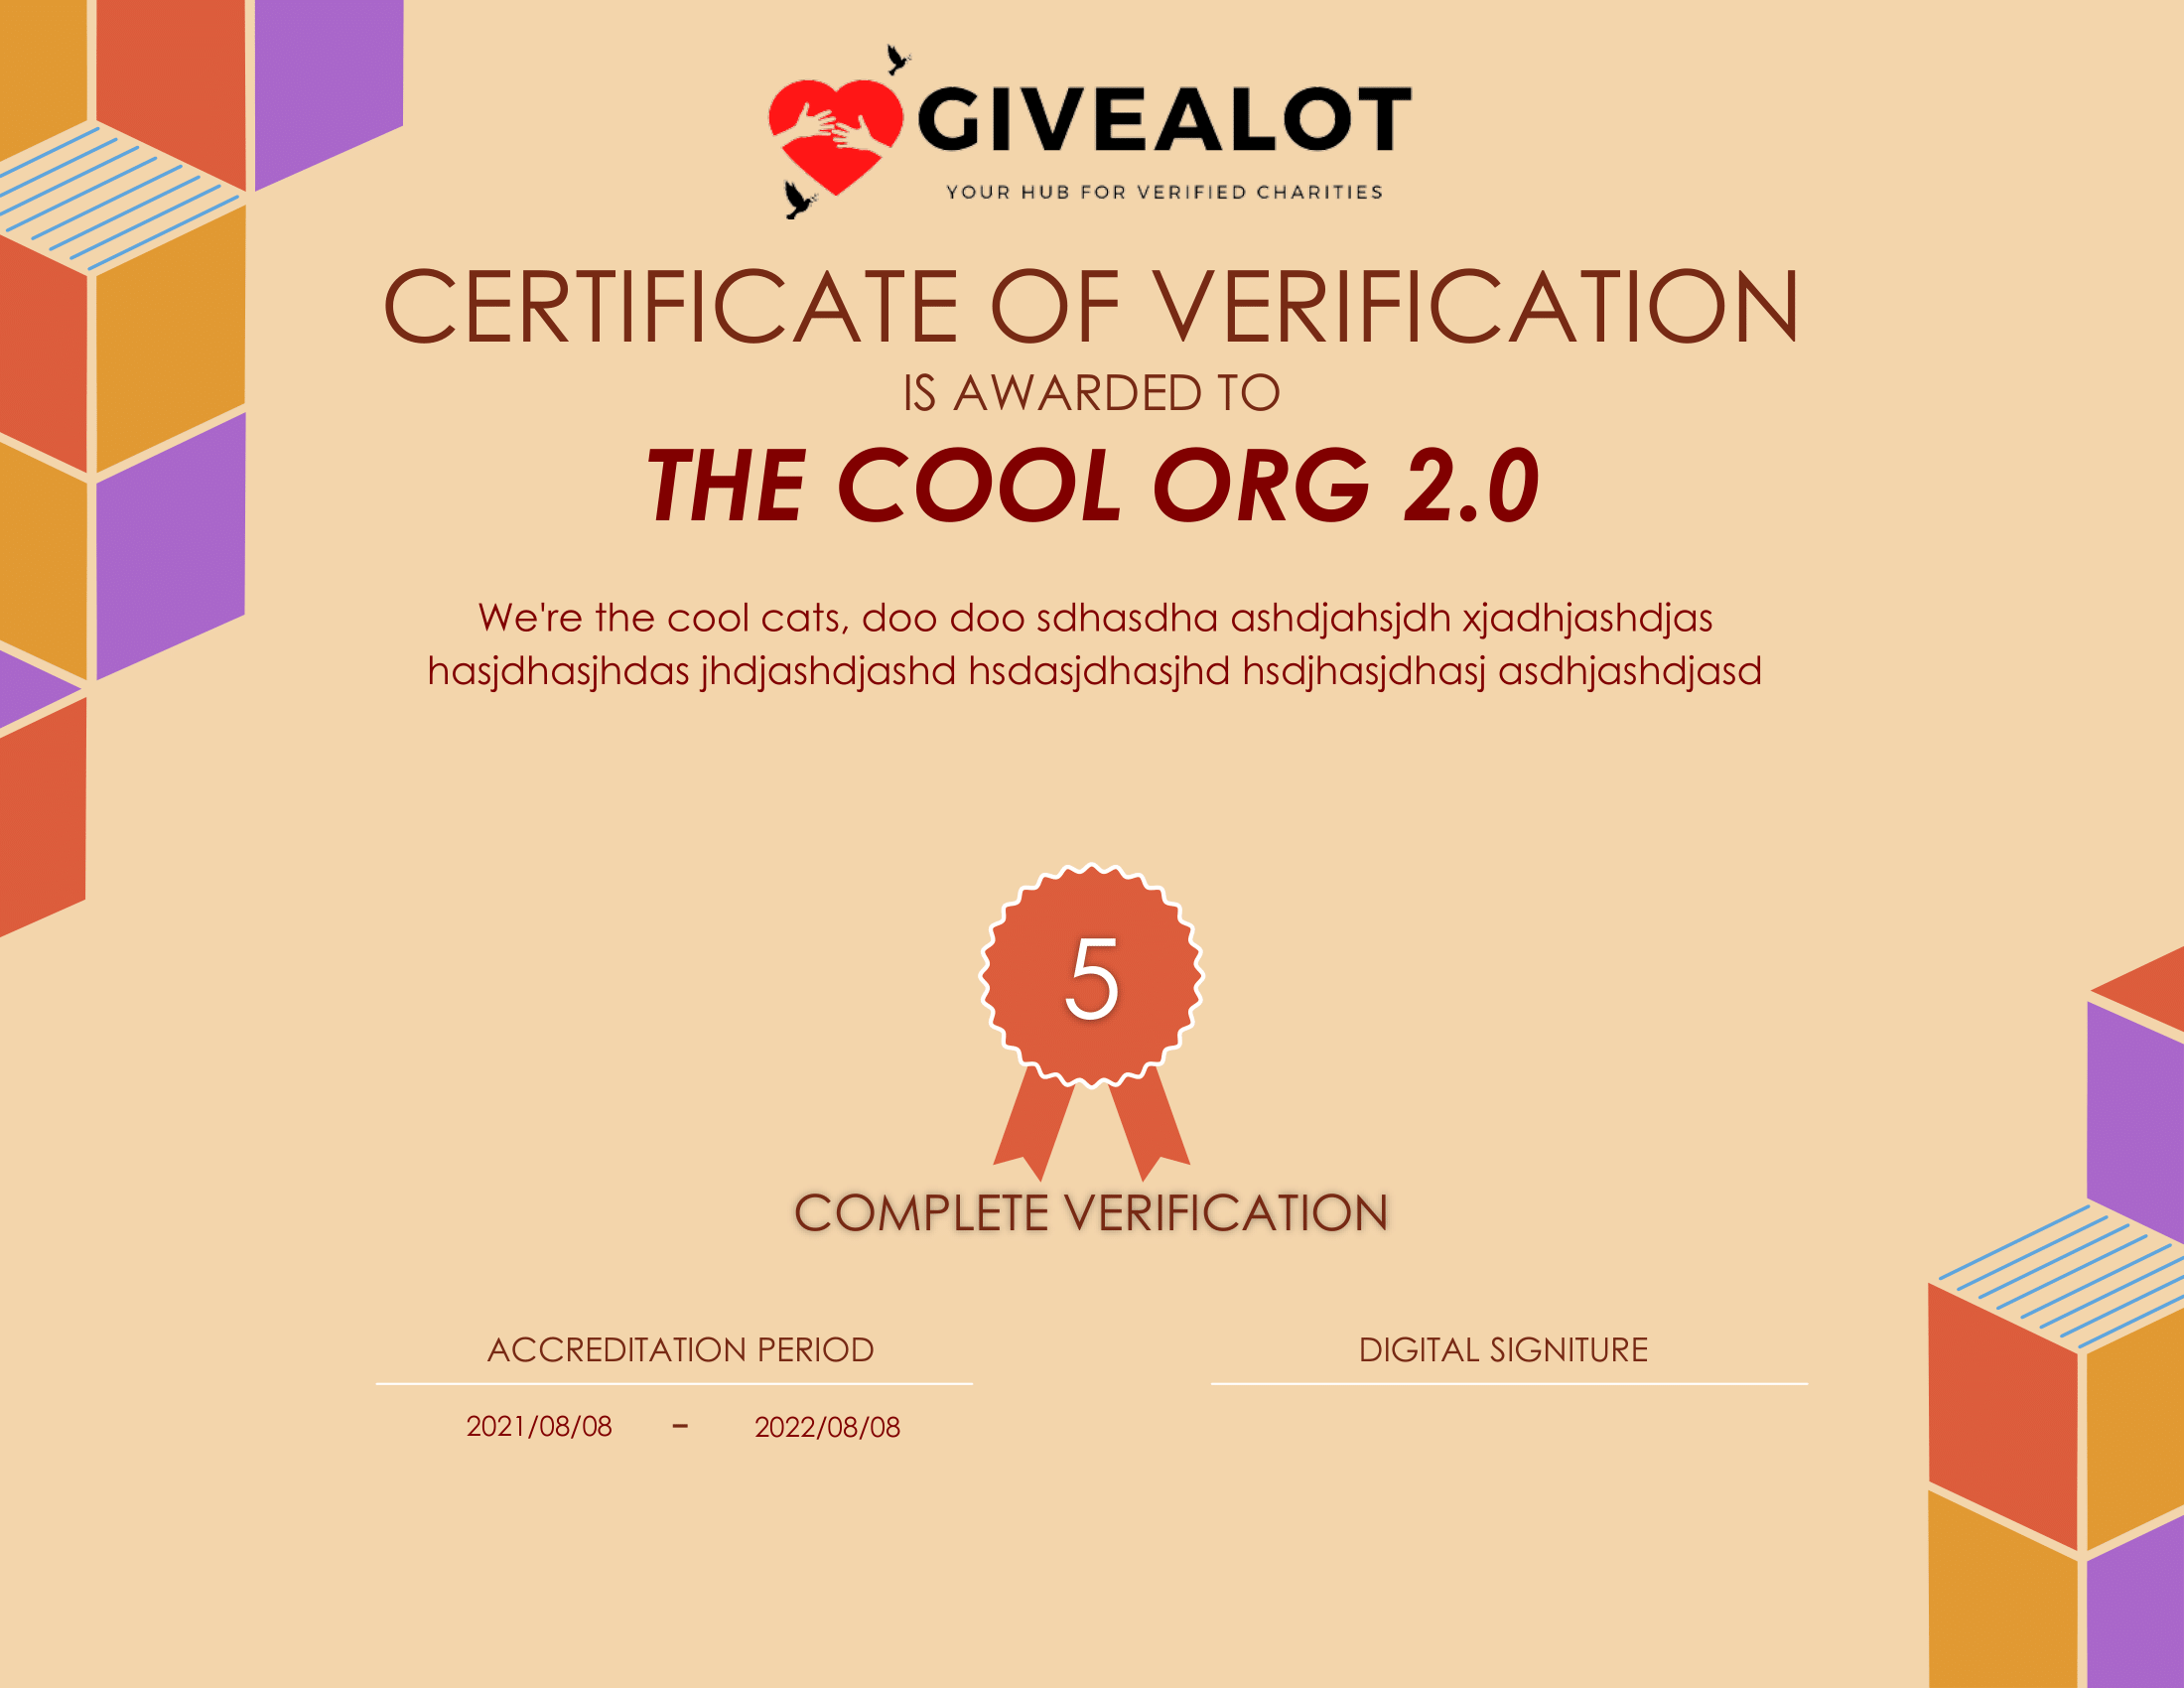 GIVEALOT
YOUR HUB FOR VERIFIED CHARITIES
CERTIFICATE OF VERIFICATION
IS AWARDED TO
THE COOL ORG 2.0
We're the cool cats, doo doo sdhasdha ashdjahsjdh xjadhjashdjas
hasjdhasjhdas jhdjashdjashd hsdasjdhasjhd hsdjhasjdhasj asdhjashdjasd
5
COMPLETE VERIFICATION
ACCREDITATION PERIOD
2021/08/08 - 2022/08/08
DIGITAL SIGNITURE